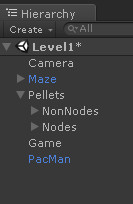 Hierarchy
Create All
Level1*
Camera
Maze
Pellets
NonNodes
Nodes
Game
PacMan